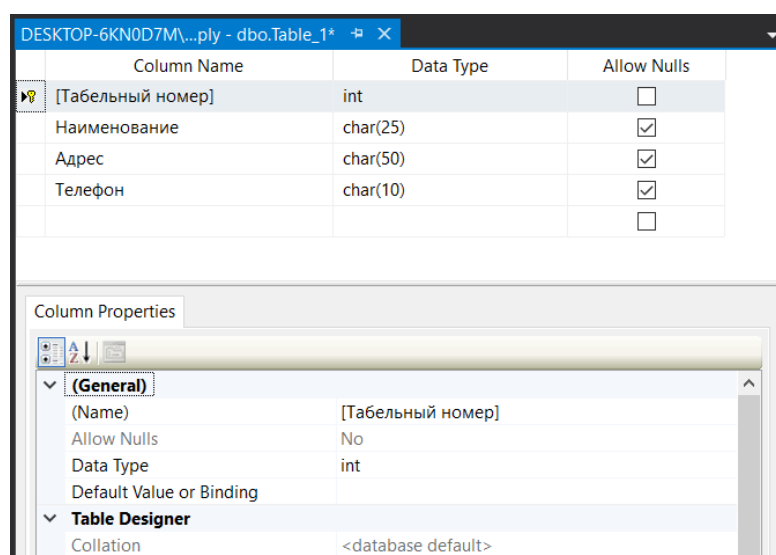 DESKTOP-6KN0D7M\...ply - dbo.Table_1*
Column Name Data Type Allow Nulls
[Табельный номер] int
Наименование char(25)
Адрес char(50)
Телефон char(10)
Column Properties
(General)
(Name) [Табельный номер]
Allow Nulls No
Data Type int
Default Value or Binding
Table Designer
Collation <database default>